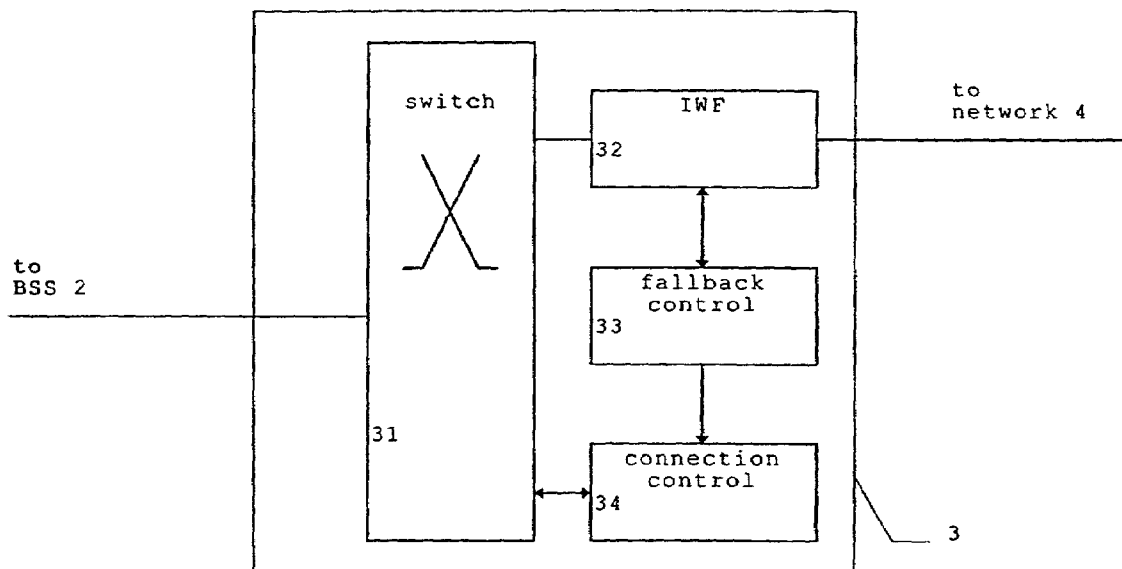 switch
IWF
32
to
network 4
to
BSS 2
fallback
control
33
31
connection
control
34
3